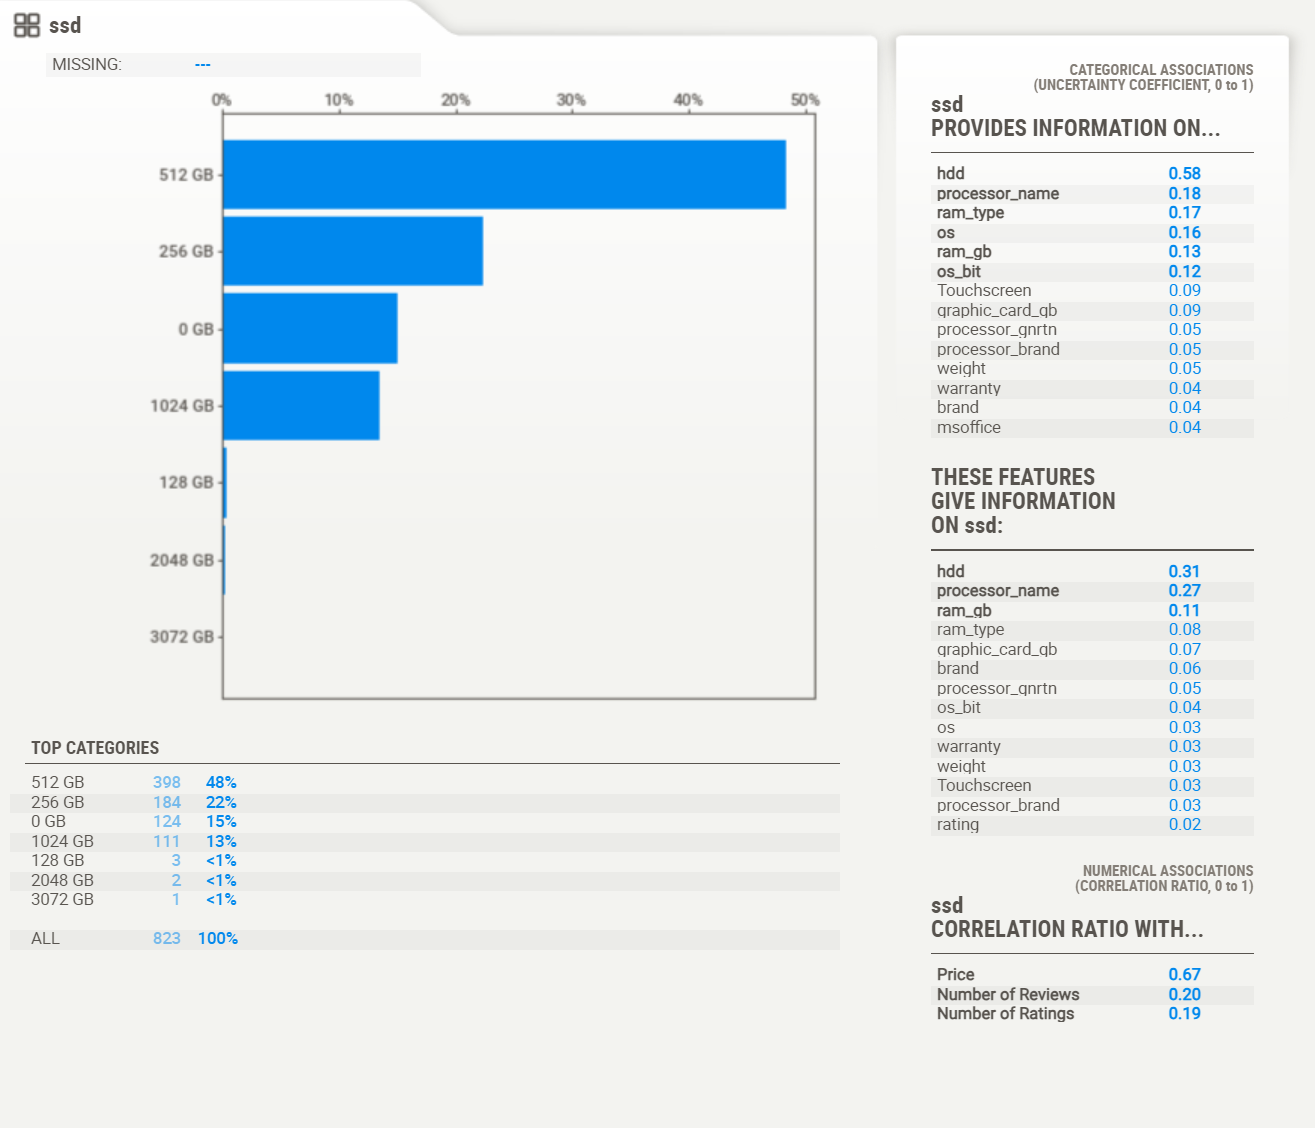 ssd
MISSING: ---
0% 10% 20% 30% 40% 50%
512 GB
256 GB
0 GB
1024 GB
128 GB
2048 GB
3072 GB
TOP CATEGORIES
512 GB 398 48%
256 GB 184 22%
0 GB 124 15%
1024 GB 111 13%
128 GB 3 <1%
2048 GB 2 <1%
3072 GB 1 <1%
ALL 823 100%
CATEGORICAL ASSOCIATIONS
(UNCERTAINTY COEFFICIENT, 0 to 1)
ssd
PROVIDES INFORMATION ON...
hdd 0.58
processor_name 0.18
ram_type 0.17
os 0.16
ram_gb 0.13
os_bit 0.12
Touchscreen 0.09
graphic_card_gb 0.09
processor_gnrtn 0.05
processor_brand 0.05
weight 0.05
warranty 0.04
brand 0.04
msoffice 0.04
THESE FEATURES
GIVE INFORMATION
ON ssd:
hdd 0.31
processor_name 0.27
ram_gb 0.11
ram_type 0.08
graphic_card_gb 0.07
brand 0.06
processor_gnrtn 0.05
os_bit 0.04
os 0.03
warranty 0.03
weight 0.03
Touchscreen 0.03
processor_brand 0.03
rating 0.02
NUMERICAL ASSOCIATIONS
(CORRELATION RATIO, 0 to 1)
ssd
CORRELATION RATIO WITH...
Price 0.67
Number of Reviews 0.20
Number of Ratings 0.19